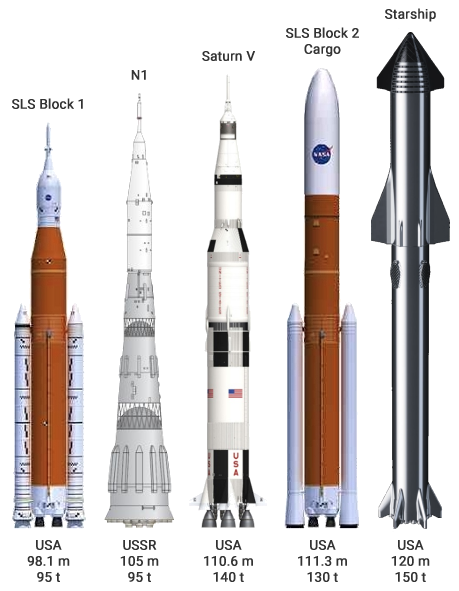 Starship
SLS Block 2
Cargo
Saturn V
N1
SLS Block 1
NASA
USA
USA
USA
98.1 m
95 t
USSR
105 m
95 t
USA
110.6 m
140 t
USA
111.3 m
130 t
USA
120 m
150 t